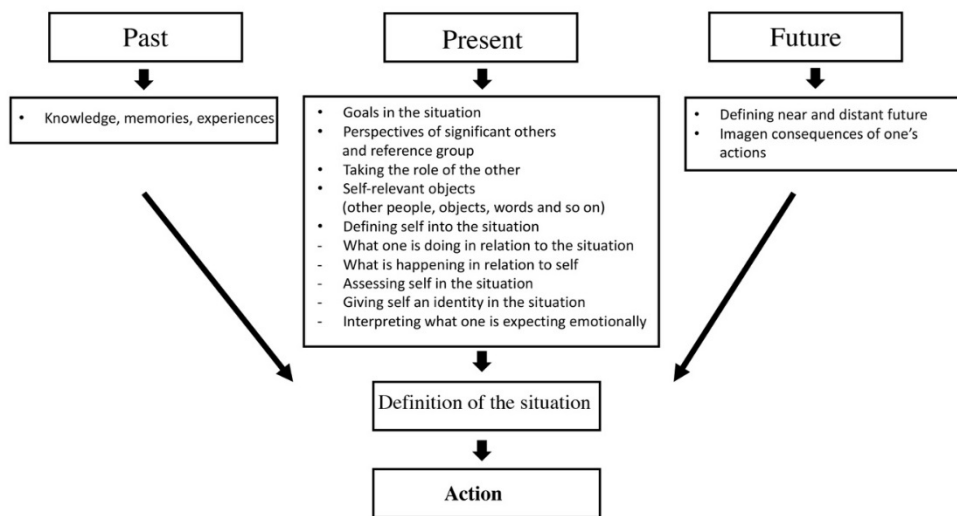 Past
• Knowledge, memories, experiences
Present
• Goals in the situation
• Perspectives of significant others
and reference group
• Taking the role of the other
• Self-relevant objects
(other people, objects, words and so on)
• Defining self into the situation
- What one is doing in relation to the situation
- What is happening in relation to self
- Assessing self in the situation
- Giving self an identity in the situation
- Interpreting what one is expecting emotionally
Future
• Defining near and distant future
• Imagen consequences of one's
actions
Definition of the situation
Action